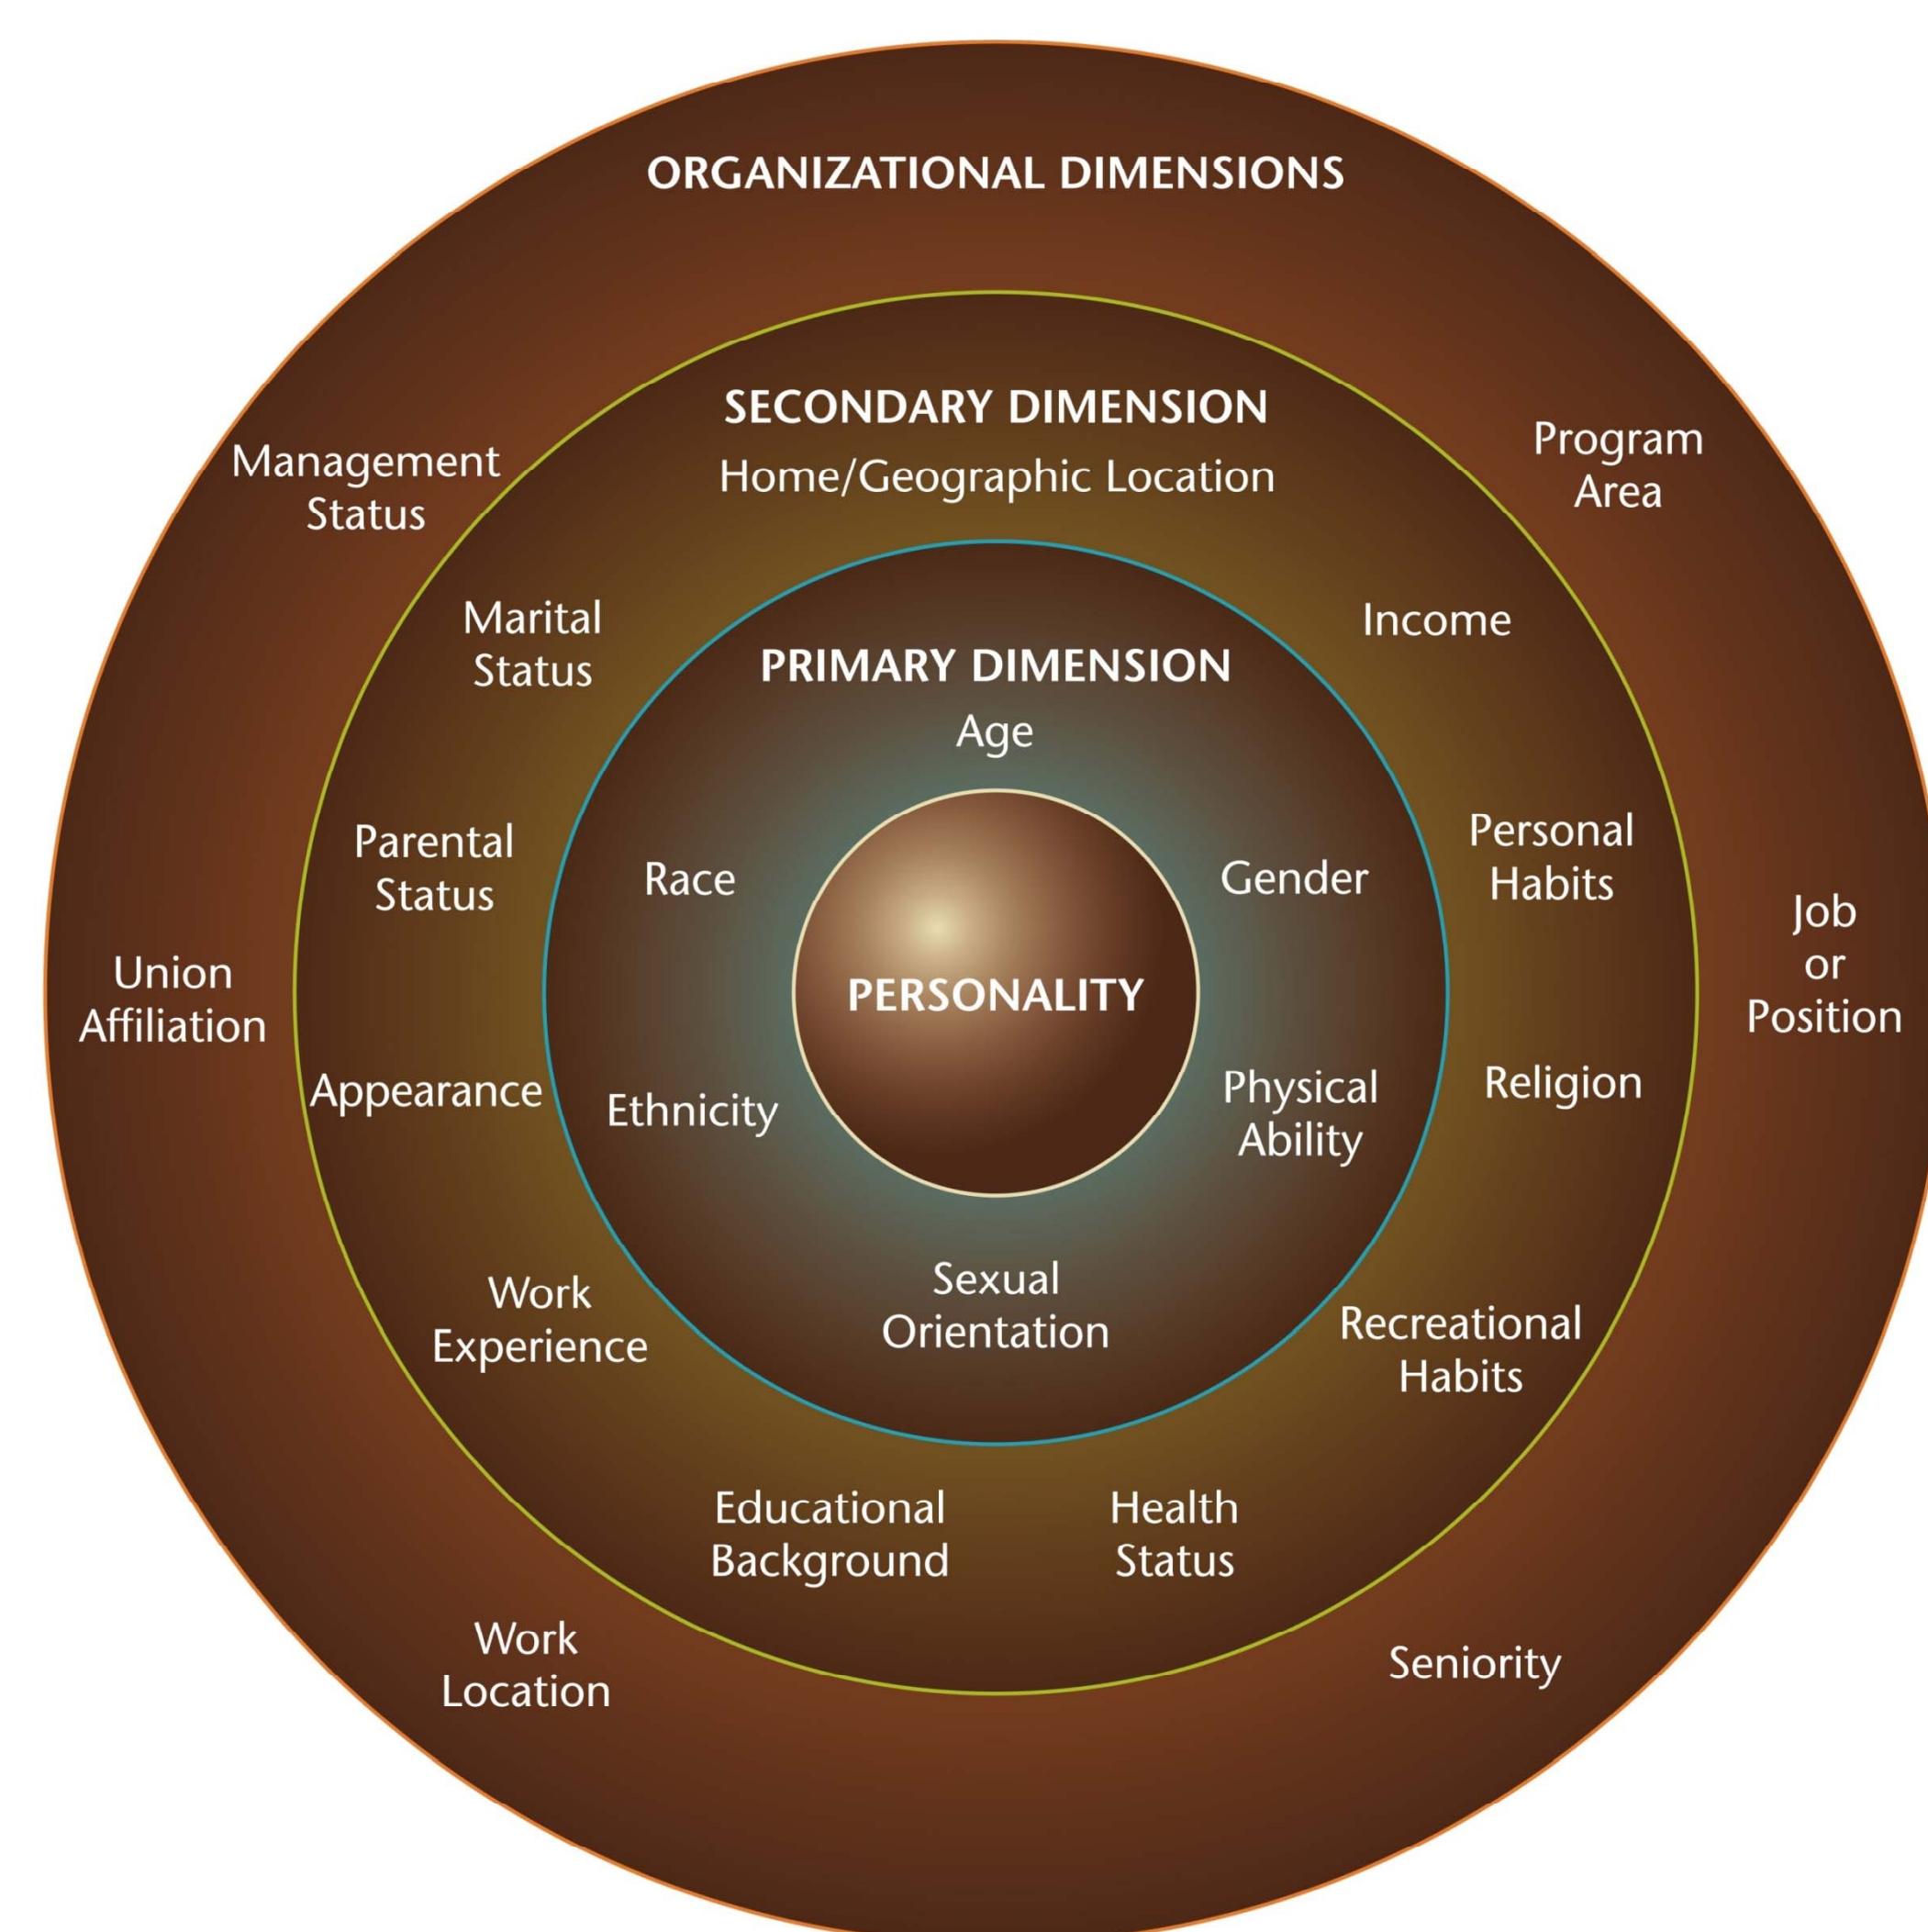 ORGANIZATIONAL DIMENSIONS
Management
Status
Program
Area
Union
Affiliation
Job
or
Position
Work
Location
Seniority
SECONDARY DIMENSION
Home/Geographic Location
Marital
Status
Income
Parental
Status
Personal
Habits
Appearance
Religion
Work
Experience
Recreational
Habits
Educational
Background
Health
Status
PRIMARY DIMENSION
Age
Race
Gender
Ethnicity
Physical
Ability
Sexual
Orientation
PERSONALITY